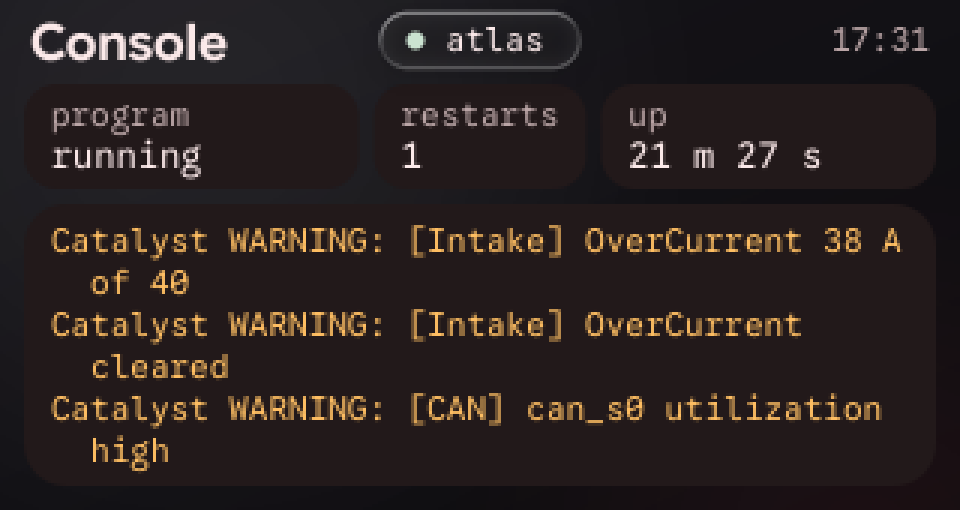 Console
atlas
17:31
program
restarts
up
running
1
21 m 27 s
Catalyst WARNING: [Intake] OverCurrent 38 A
of 40
Catalyst WARNING: [Intake] OverCurrent
cleared
Catalyst WARNING: [CAN] can_s0 utilization
high